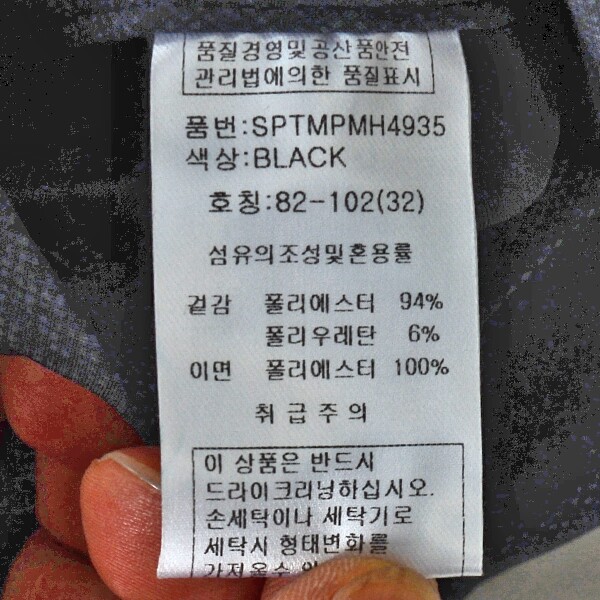 품질경영및공산품안전
관리법에의한 품질표시
품번:SPTMPMH4935
색상:BLACK
호칭:82-102(32)
섬유의조성및혼용률
겉감 폴리에스터 94%
폴리우레탄 6%
이면 폴리에스터 100%
취급주의
이 상품은 반드시
드라이크리닝하십시오.
손세탁이나 세탁기로
세탁시 형태변화를
가져올수